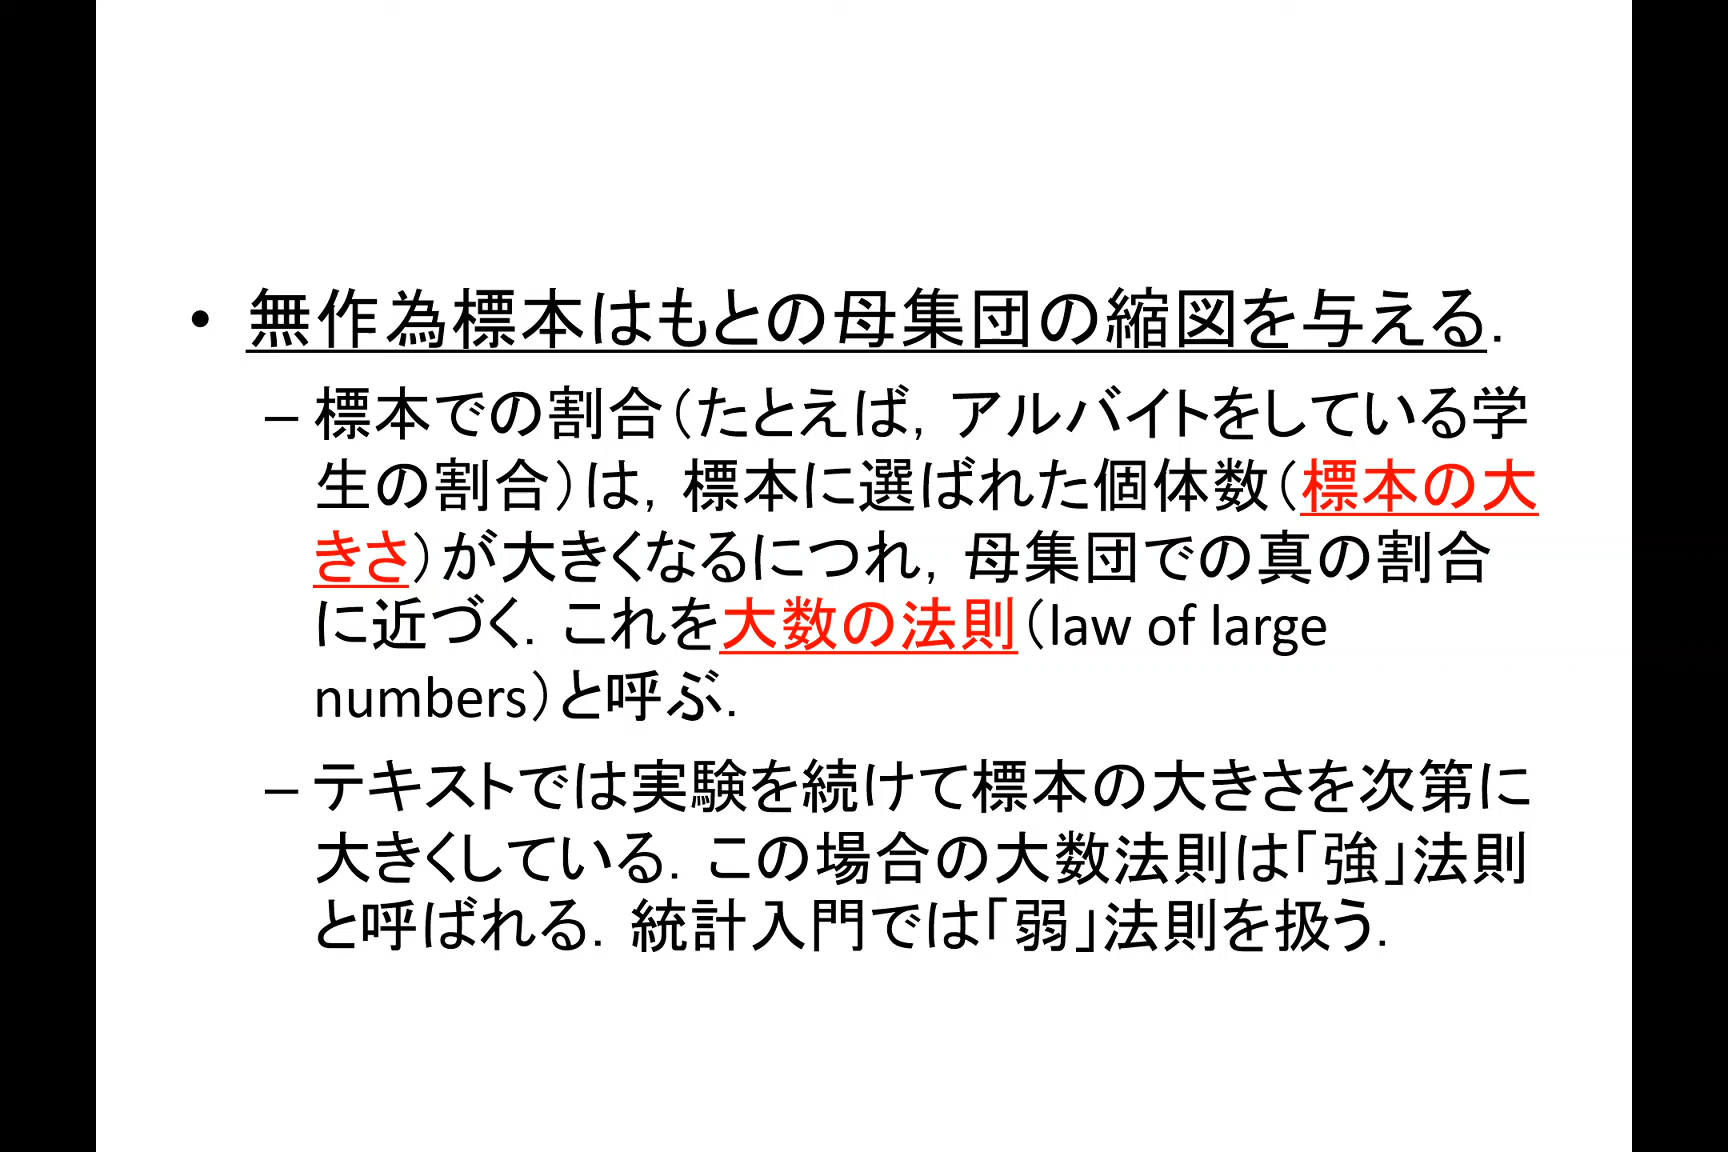 • 無作為標本はもとの母集団の縮図を与える.
– 標本での割合（たとえば, アルバイトをしている学
生の割合）は, 標本に選ばれた個体数（標本の大
きさ）が大きくなるにつれ, 母集団での真の割合
に近づく. これを大数の法則（law of large
numbers）と呼ぶ.
– テキストでは実験を続けて標本の大きさを次第に
大きくしている. この場合の大数法則は「強」法則
と呼ばれる. 統計入門では「弱」法則を扱う.